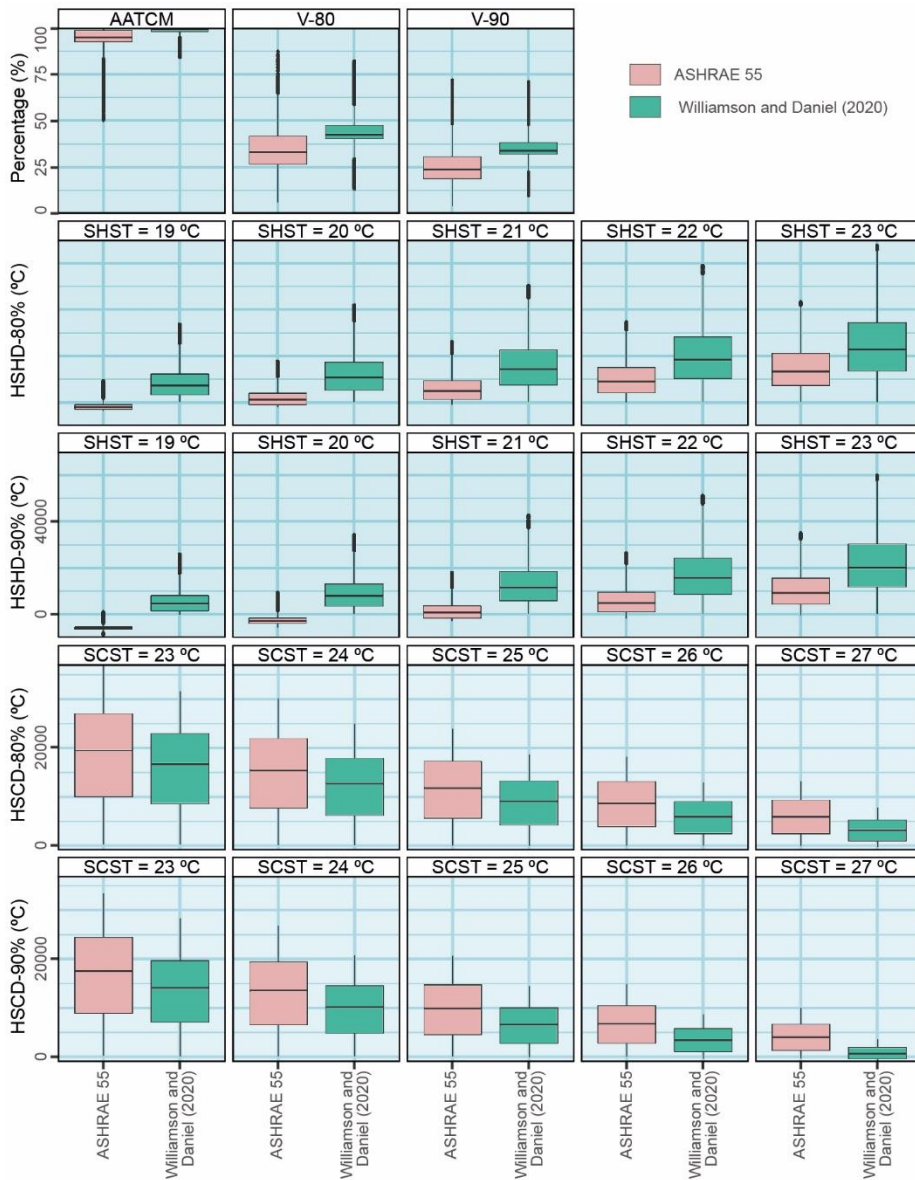 AATCM V-80 V-90
Percentage (%)
100
75
50
25
0
ASHRAE 55
Williamson and Daniel (2020)
SHST = 19 ºC SHST = 20 ºC SHST = 21 ºC SHST = 22 ºC SHST = 23 ºC
HSHD-80% (ºC)
SHST = 19 ºC SHST = 20 ºC SHST = 21 ºC SHST = 22 ºC SHST = 23 ºC
HSHD-90% (ºC)
40000
0
SCST = 23 ºC SCST = 24 ºC SCST = 25 ºC SCST = 26 ºC SCST = 27 ºC
HSCD-80% (ºC)
20000
0
SCST = 23 ºC SCST = 24 ºC SCST = 25 ºC SCST = 26 ºC SCST = 27 ºC
HSCD-90% (ºC)
20000
0
ASHRAE 55
Williamson and
Daniel (2020)
ASHRAE 55
Williamson and
Daniel (2020)
ASHRAE 55
Williamson and
Daniel (2020)
ASHRAE 55
Williamson and
Daniel (2020)
ASHRAE 55
Williamson and
Daniel (2020)